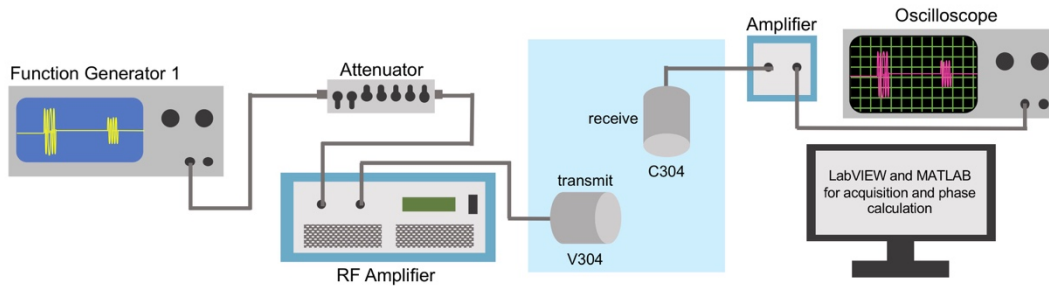 Function Generator 1
Attenuator
RF Amplifier
transmit
V304
receive
C304
Amplifier
Oscilloscope
LabVIEW and MATLAB
for acquisition and phase
calculation